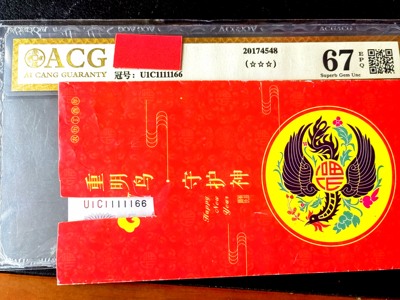 ACG
AI CANG GUARANTY
冠号: U1C1111166
20174548
(☆☆☆)
67 EPQ
Superb Gem Unc
重明鸟
守护神
Happy New Year
福
U1C1111166